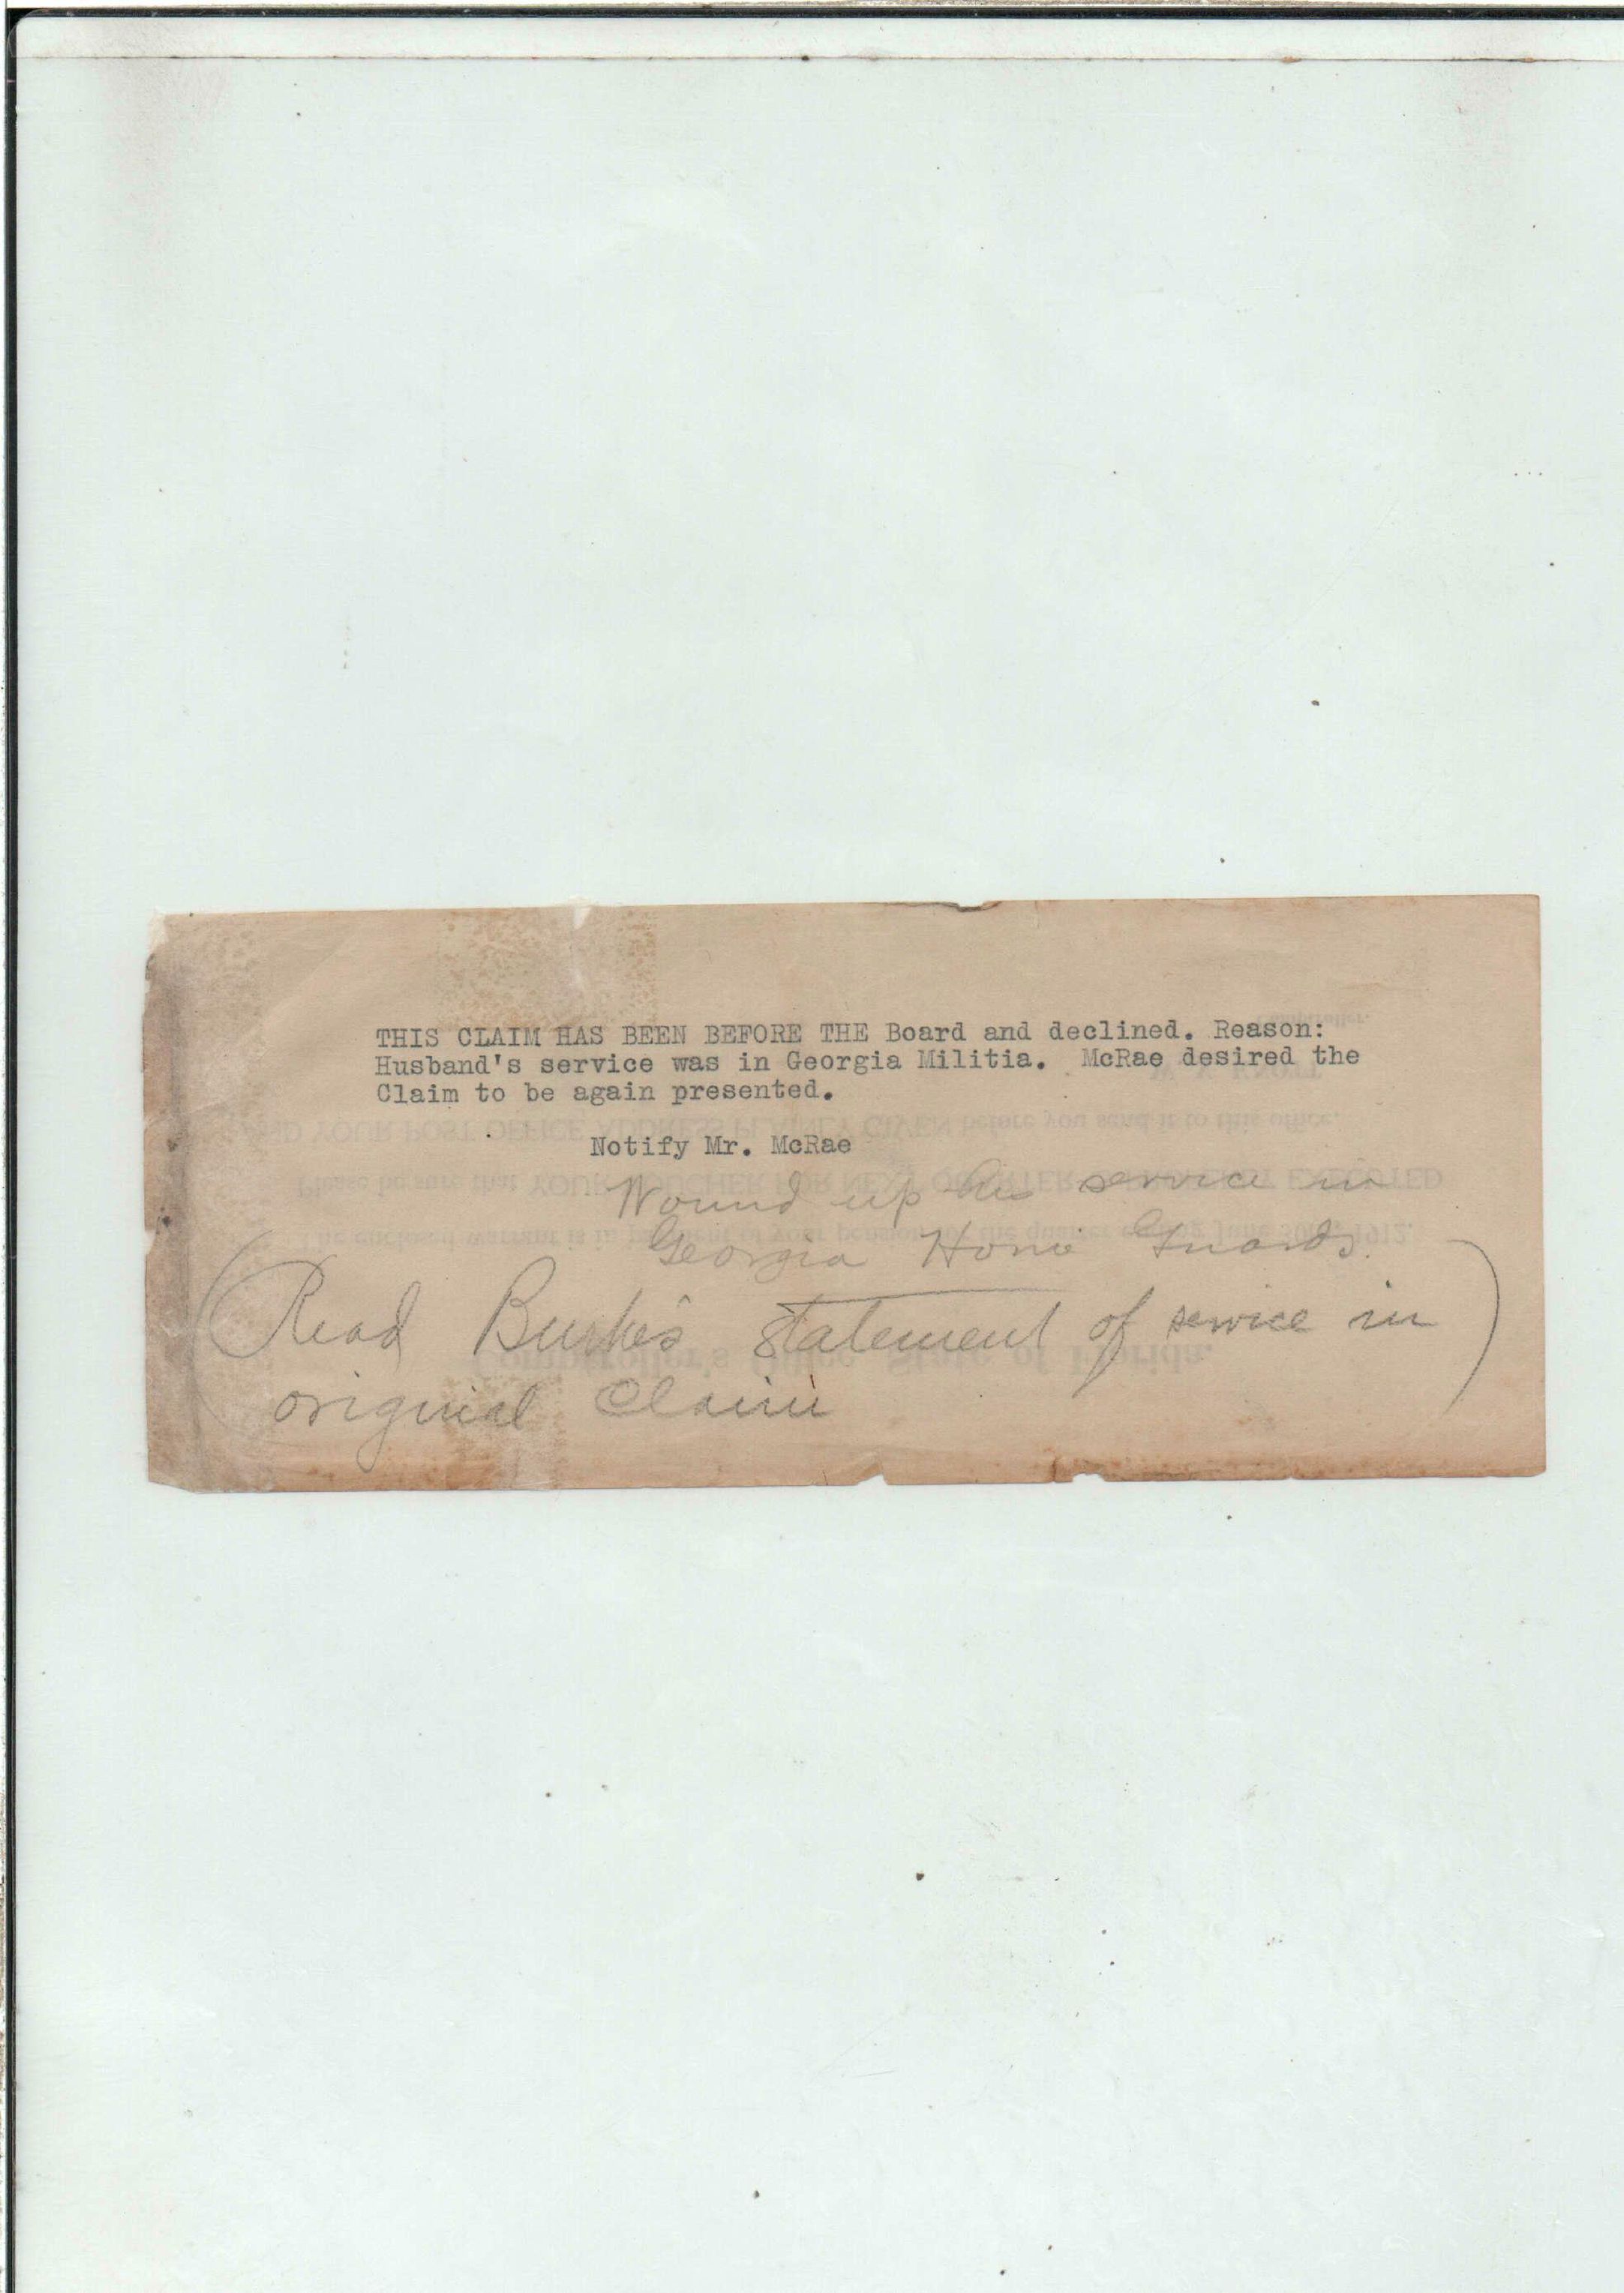 THIS CLAIM HAS BEEN BEFORE THE Board and declined. Reason:
Husband's service was in Georgia Militia. McRae desired the
Claim to be again presented.
Notify Mr. McRae
Wound up his service in
Georgia Home Guards.
(Read Burke's statement of service in
original Claim)